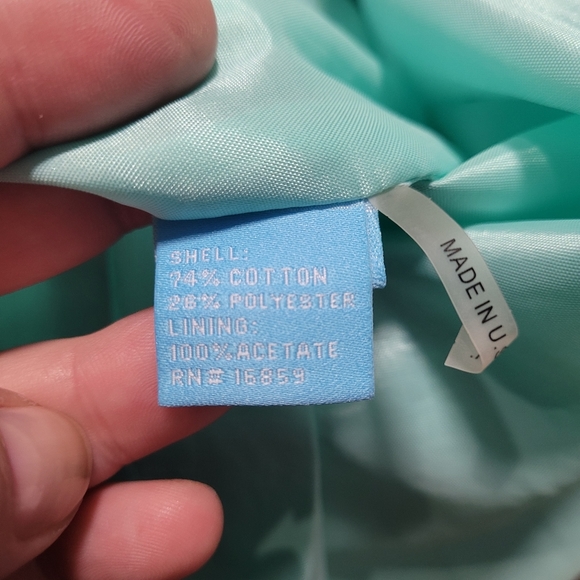 SHELL:
74% COTTON
26% POLYESTER
LINING:
100% ACETATE
RN# 16859
MADE IN U.S